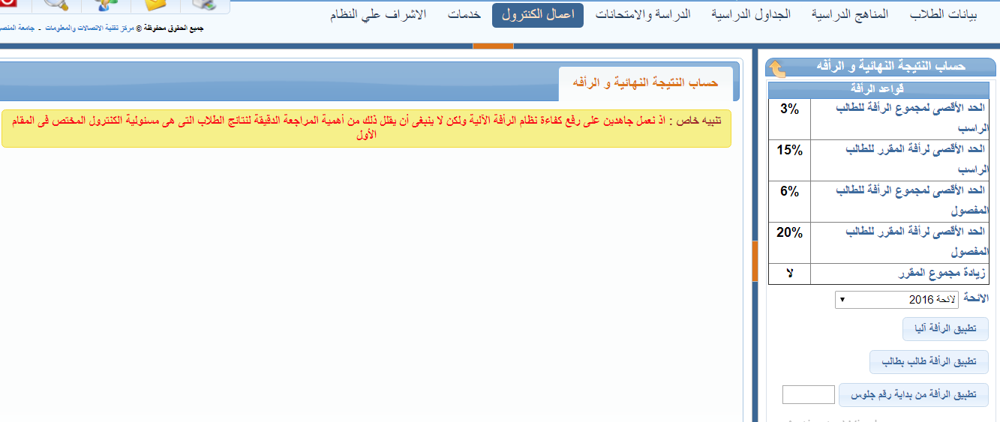 بيانات الطلاب
المناهج الدراسية
الجداول الدراسية
الدراسة والامتحانات
اعمال الكنترول
خدمات
الاشراف علي النظام
جميع الحقوق محفوظة © مركز تقنية الاتصالات والمعلومات - جامعة
حساب النتيجة النهائية و الرأفه
قواعد الرأفة
الحد الأقصى لمجموع الرأفة للطالب
الراسب
3%
الحد الأقصى لرأفة المقرر للطالب
الراسب
15%
الحد الأقصى لمجموع الرأفة للطالب
المفصول
6%
الحد الأقصى لرأفة المقرر للطالب
المفصول
20%
زيادة مجموع المقرر
لا
الائحة
لائحة 2016
تطبيق الرأفة آليا
تطبيق الرأفة طالب بطالب
تطبيق الرأفة من بداية رقم جلوس
حساب النتيجة النهائية و الرأفه
تنبيه خاص : اذ نعمل جاهدين على رفع كفاءة نظام الرأفة الآلية ولكن لا ينبغى أن يقلل ذلك من أهمية المراجعة الدقيقة لنتائج الطلاب التى هى مسئولية الكنترول المختص فى المقام
الأول